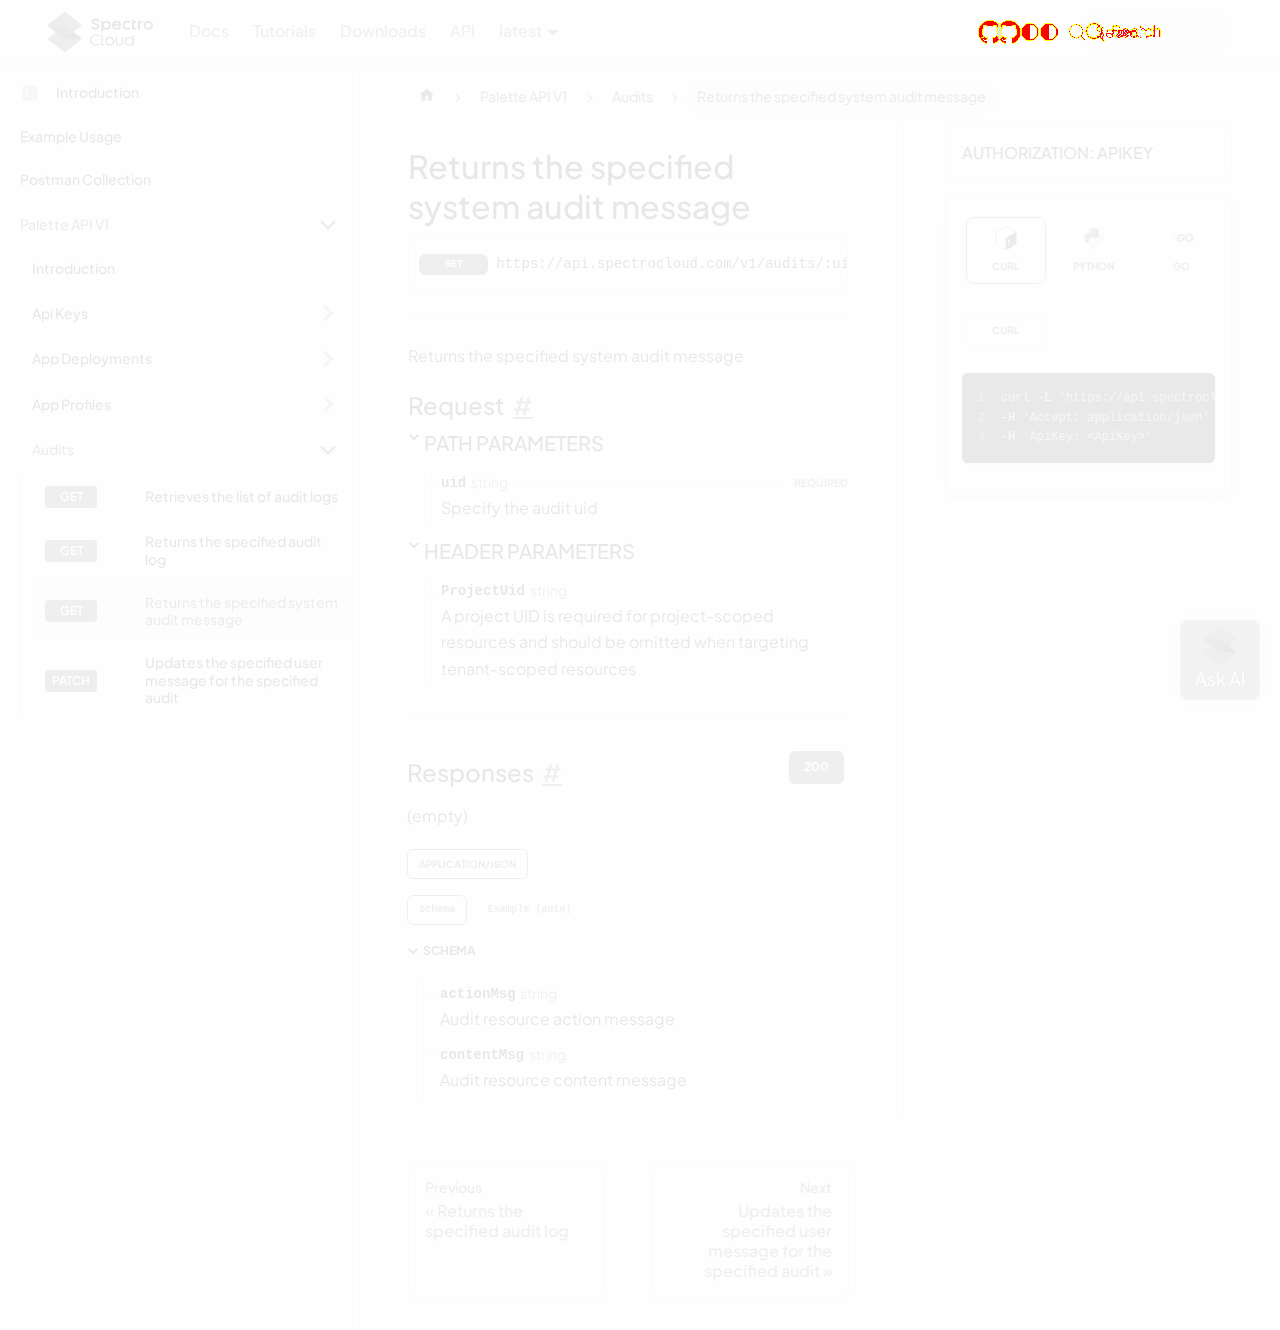 Spectro Cloud
Docs Tutorials Downloads API latest
Search
Introduction
Example Usage
Postman Collection
Palette API V1
Introduction
Api Keys
App Deployments
App Profiles
Audits
GET Retrieves the list of audit logs
GET Returns the specified audit
log
GET Returns the specified system
audit message
PATCH Updates the specified user
message for the specified
audit
Palette API V1 Audits Returns the specified system audit message
Returns the specified
system audit message
GET https://api.spectrocloud.com/v1/audits/:ui
Returns the specified system audit message
Request #
PATH PARAMETERS
uid string REQUIRED
Specify the audit uid
HEADER PARAMETERS
ProjectUid string
A project UID is required for project-scoped
resources and should be omitted when targeting
tenant-scoped resources
Responses # 200
(empty)
APPLICATION/JSON
Schema Example (auto)
SCHEMA
actionMsg string
Audit resource action message
contentMsg string
Audit resource content message
Previous
« Returns the
specified audit log
Next
Updates the
specified user
message for the
specified audit »
AUTHORIZATION: APIKEY
CURL PYTHON GO
CURL
1 curl -L 'https://api.spectrocl
2 -H 'Accept: application/json'
3 -H 'ApiKey: <ApiKey>'
Ask AI